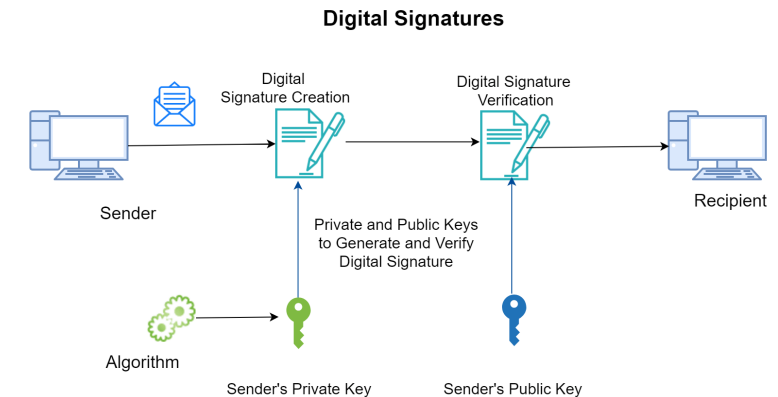 Digital Signatures
Digital
Signature Creation
Digital Signature
Verification
Sender
Recipient
Private and Public Keys
to Generate and Verify
Digital Signature
Algorithm
Sender's Private Key
Sender's Public Key